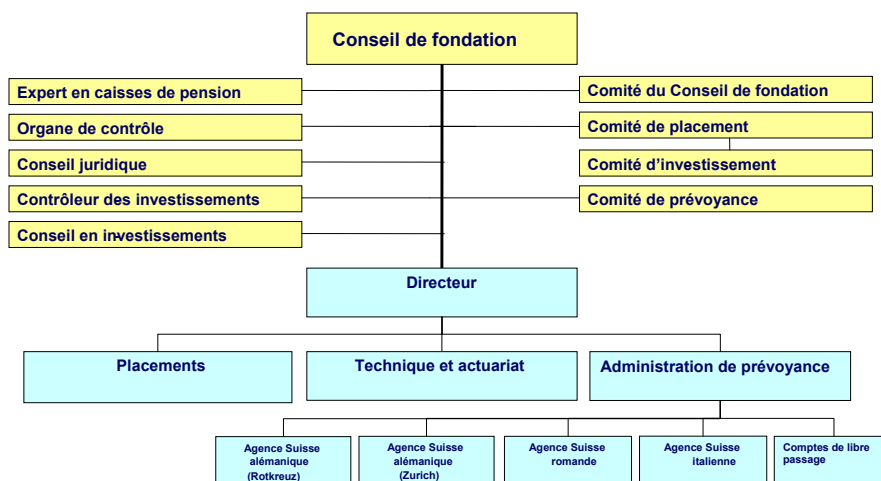 Conseil de fondation
Expert en caisses de pension
Comité du Conseil de fondation
Organe de contrôle
Comité de placement
Conseil juridique
Comité d'investissement
Contrôleur des investissements
Comité de prévoyance
Conseil en investissements
Directeur
Placements
Technique et actuariat
Administration de prévoyance
Agence Suisse
alémanique
(Rotkreuz)
Agence Suisse
alémanique
(Zurich)
Agence Suisse
romande
Agence Suisse
italienne
Comptes de libre
passage